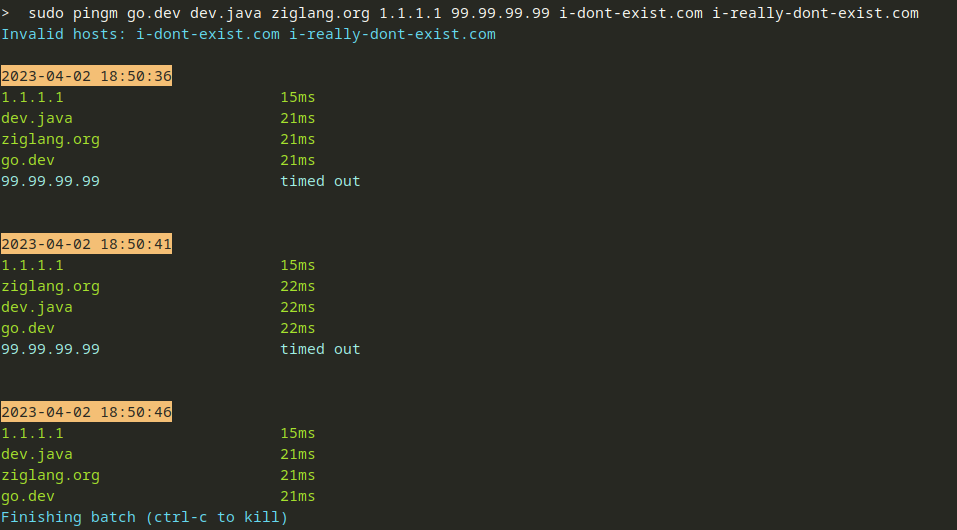 >  sudo pingm go.dev dev.java ziglang.org 1.1.1.1 99.99.99.99 i-dont-exist.com i-really-dont-exist.com
Invalid hosts: i-dont-exist.com i-really-dont-exist.com
2023-04-02 18:50:36
1.1.1.1 15ms
dev.java 21ms
ziglang.org 21ms
go.dev 21ms
99.99.99.99 timed out
2023-04-02 18:50:41
1.1.1.1 15ms
ziglang.org 22ms
dev.java 22ms
go.dev 22ms
99.99.99.99 timed out
2023-04-02 18:50:46
1.1.1.1 15ms
dev.java 21ms
ziglang.org 21ms
go.dev 21ms
Finishing batch (ctrl-c to kill)